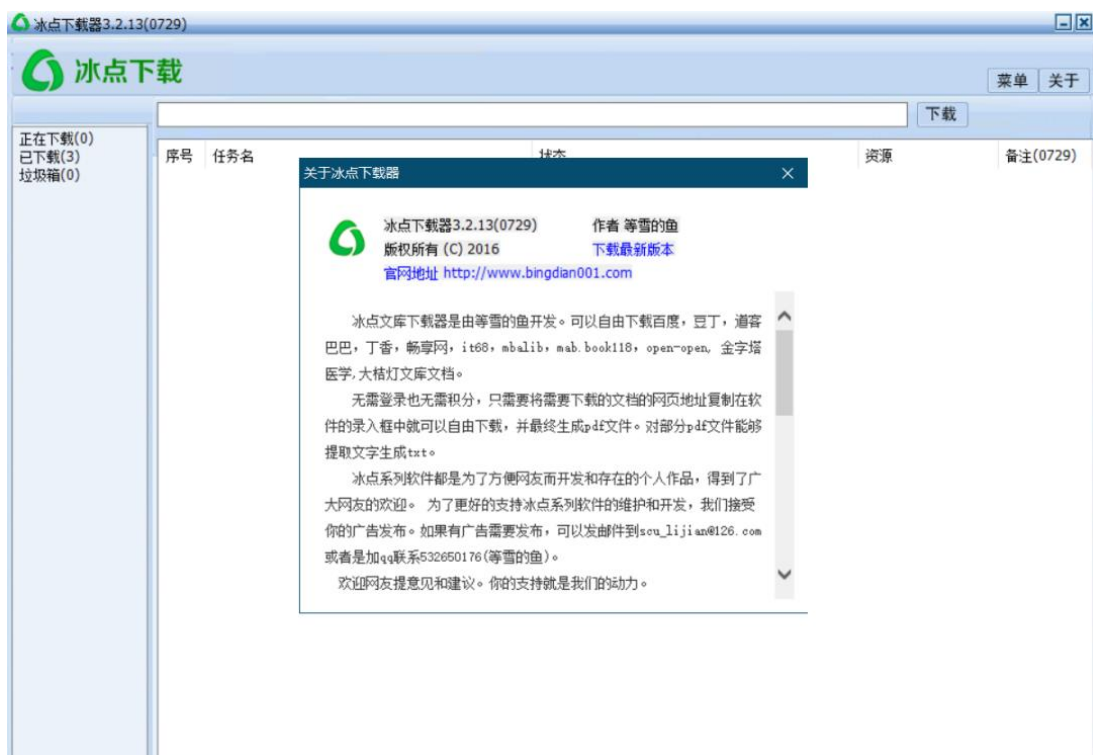 冰点下载器3.2.13(0729)
冰点下载
菜单 关于
下载
正在下载(0)
已下载(3)
垃圾箱(0)
序号 任务名 状态 资源 备注(0729)
关于冰点下载器
冰点下载器3.2.13(0729) 作者 等雪的鱼
版权所有 (C) 2016 下载最新版本
官网地址 http://www.bingdian001.com
冰点文库下载器是由等雪的鱼开发。可以自由下载百度，豆丁，道客
巴巴，丁香，畅享网，it68，mbalib，mab.book118，open-open, 金字塔
医学,大桔灯文库文档。
无需登录也无需积分，只需要将需要下载的文档的网页地址复制在软
件的录入框中就可以自由下载，并最终生成pdf文件。对部分pdf文件能够
提取文字生成txt。
冰点系列软件都是为了方便网友而开发和存在的个人作品，得到了广
大网友的欢迎。 为了更好的支持冰点系列软件的维护和开发，我们接受
你的广告发布。如果有广告需要发布，可以发邮件到scu_lijian@126.com
或者是加qq联系532650176(等雪的鱼)。
欢迎网友提意见和建议。你的支持就是我们的动力。